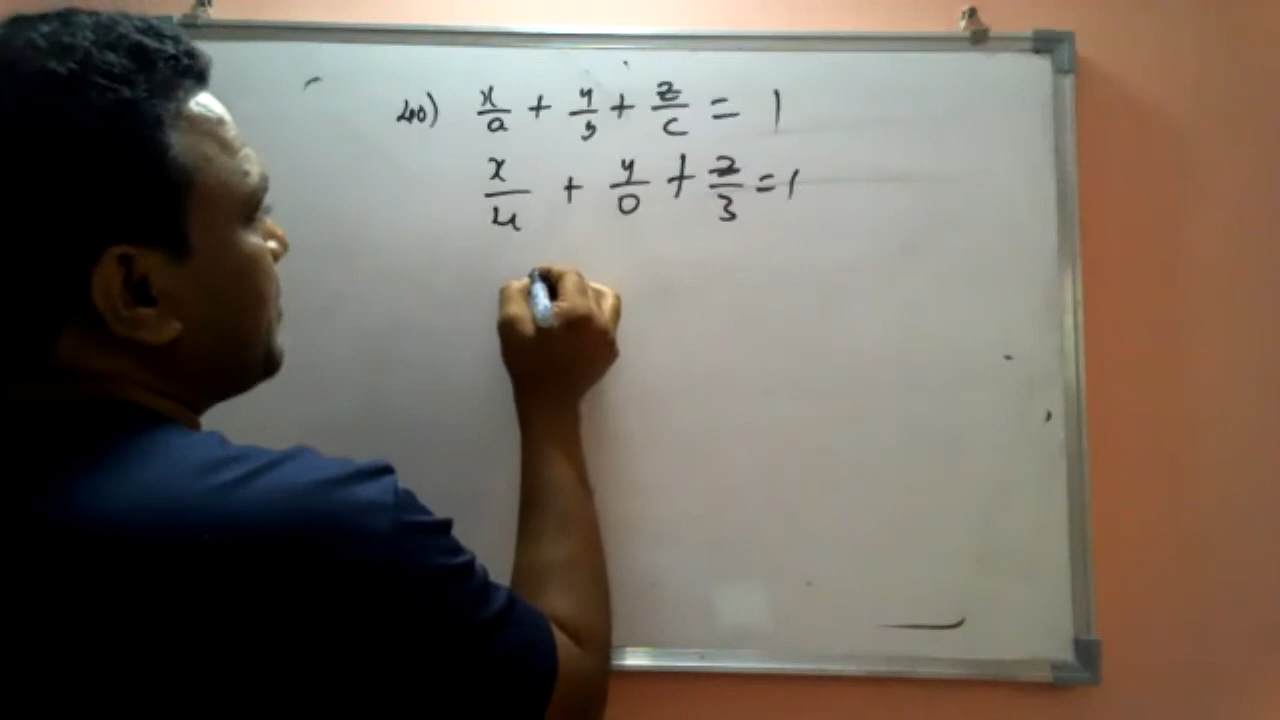 40) x/a + y/b + z/c = 1
x/4 + y/0 + z/3 = 1